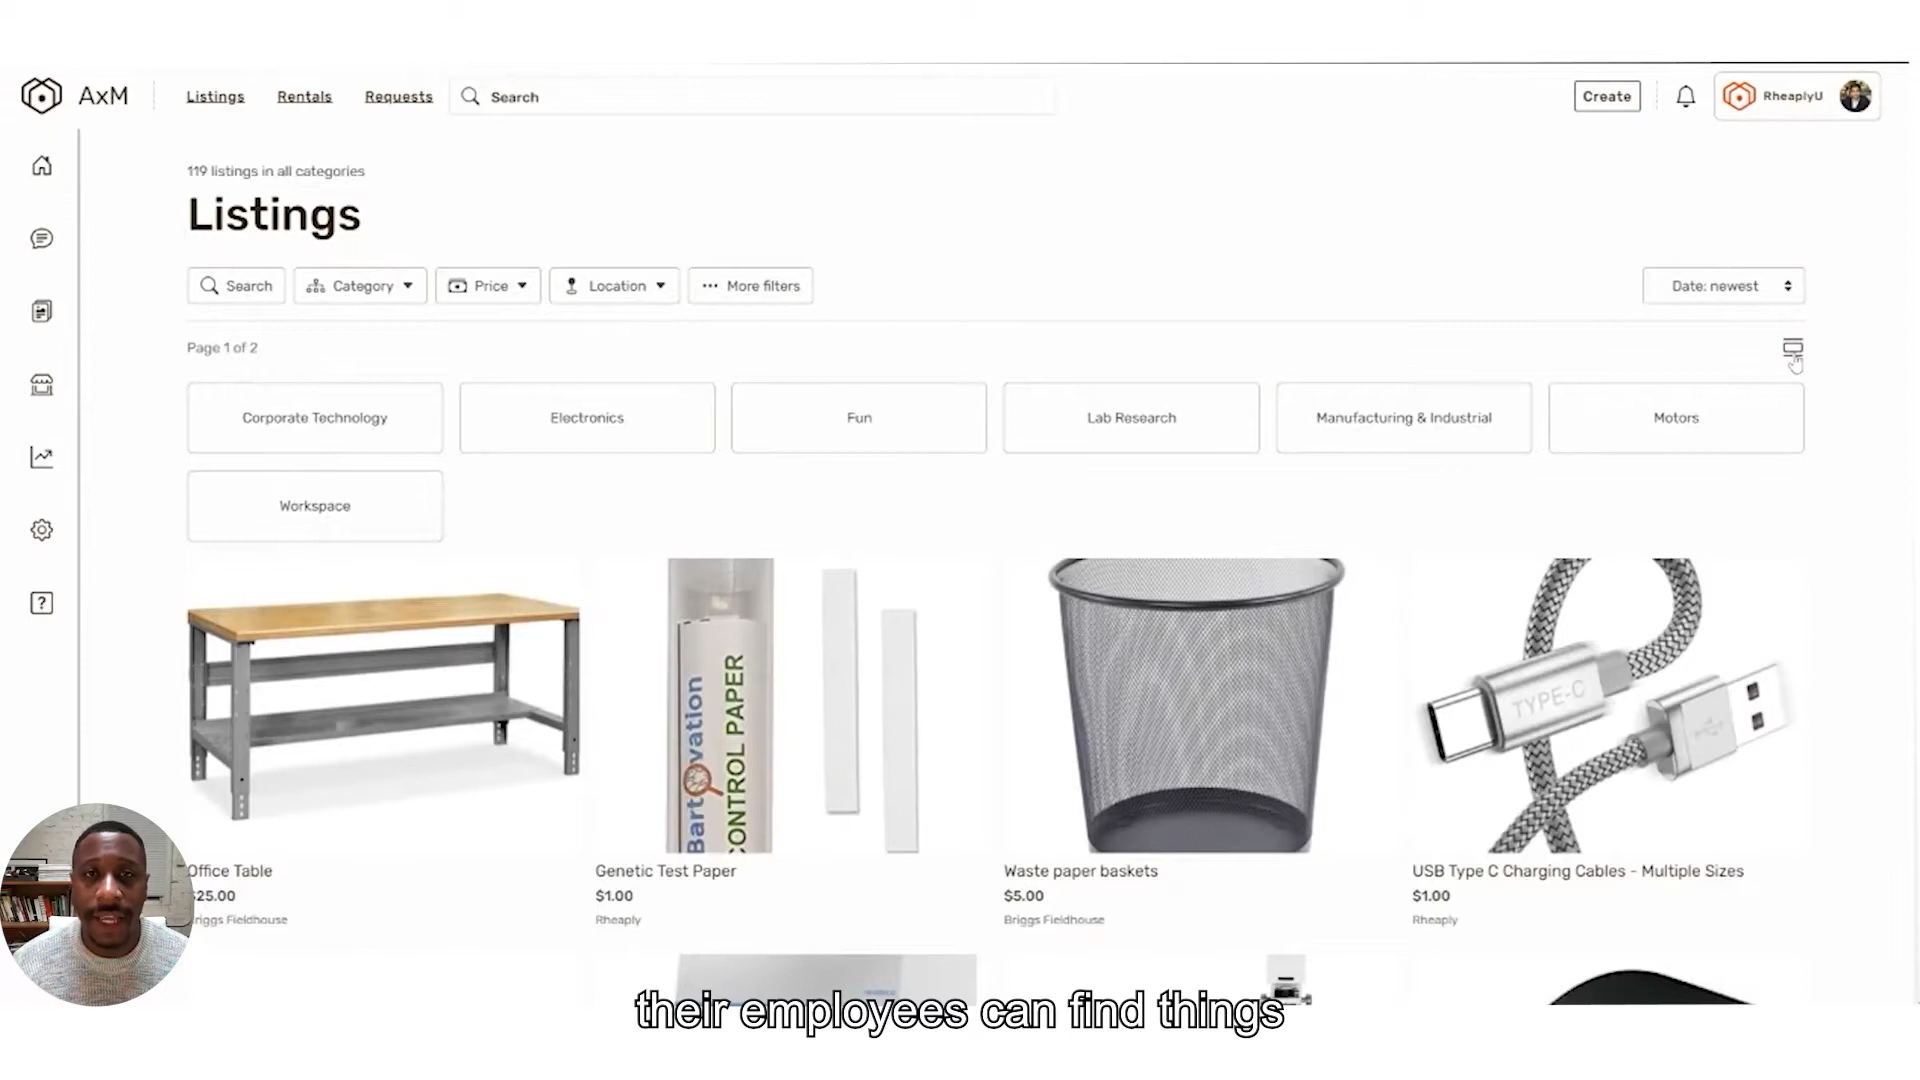 AxM
Listings Rentals Requests Search Create RheaplyU
119 listings in all categories
Listings
Search Category Price Location More filters Date: newest
Page 1 of 2
Corporate Technology Electronics Fun Lab Research Manufacturing & Industrial Motors
Workspace
Bartovation
CONTROL PAPER
TYPE-C
Office Table Genetic Test Paper Waste paper baskets USB Type C Charging Cables - Multiple Sizes
$25.00 $1.00 $5.00 $1.00
Briggs Fieldhouse Rheaply Briggs Fieldhouse Rheaply
their employees can find things